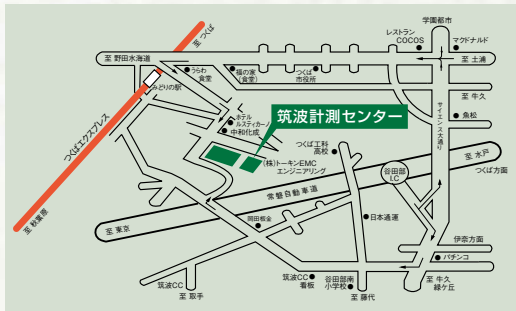 学園都市
レストラン
COCOS
マクドナルド
至 つくば
至 野田水海道
うらわ
食堂
福の家
(食堂)
つくば
市役所
至 土浦
みどりの駅
ホテル
ルスティカーノ
中和化成
至 牛久
魚松
サイエンス大通り
筑波計測センター
つくばエクスプレス
つくば工科
高校
(株)トーキンEMC
エンジニアリング
谷田部
I.C
至 水戸
つくば方面
常磐自動車道
至 秋葉原
至 東京
岡田板金
日本通運
伊奈方面
パチンコ
筑波CC
至 取手
筑波CC
看板
谷田部南
小学校
至 藤代
至 牛久
緑ケ丘